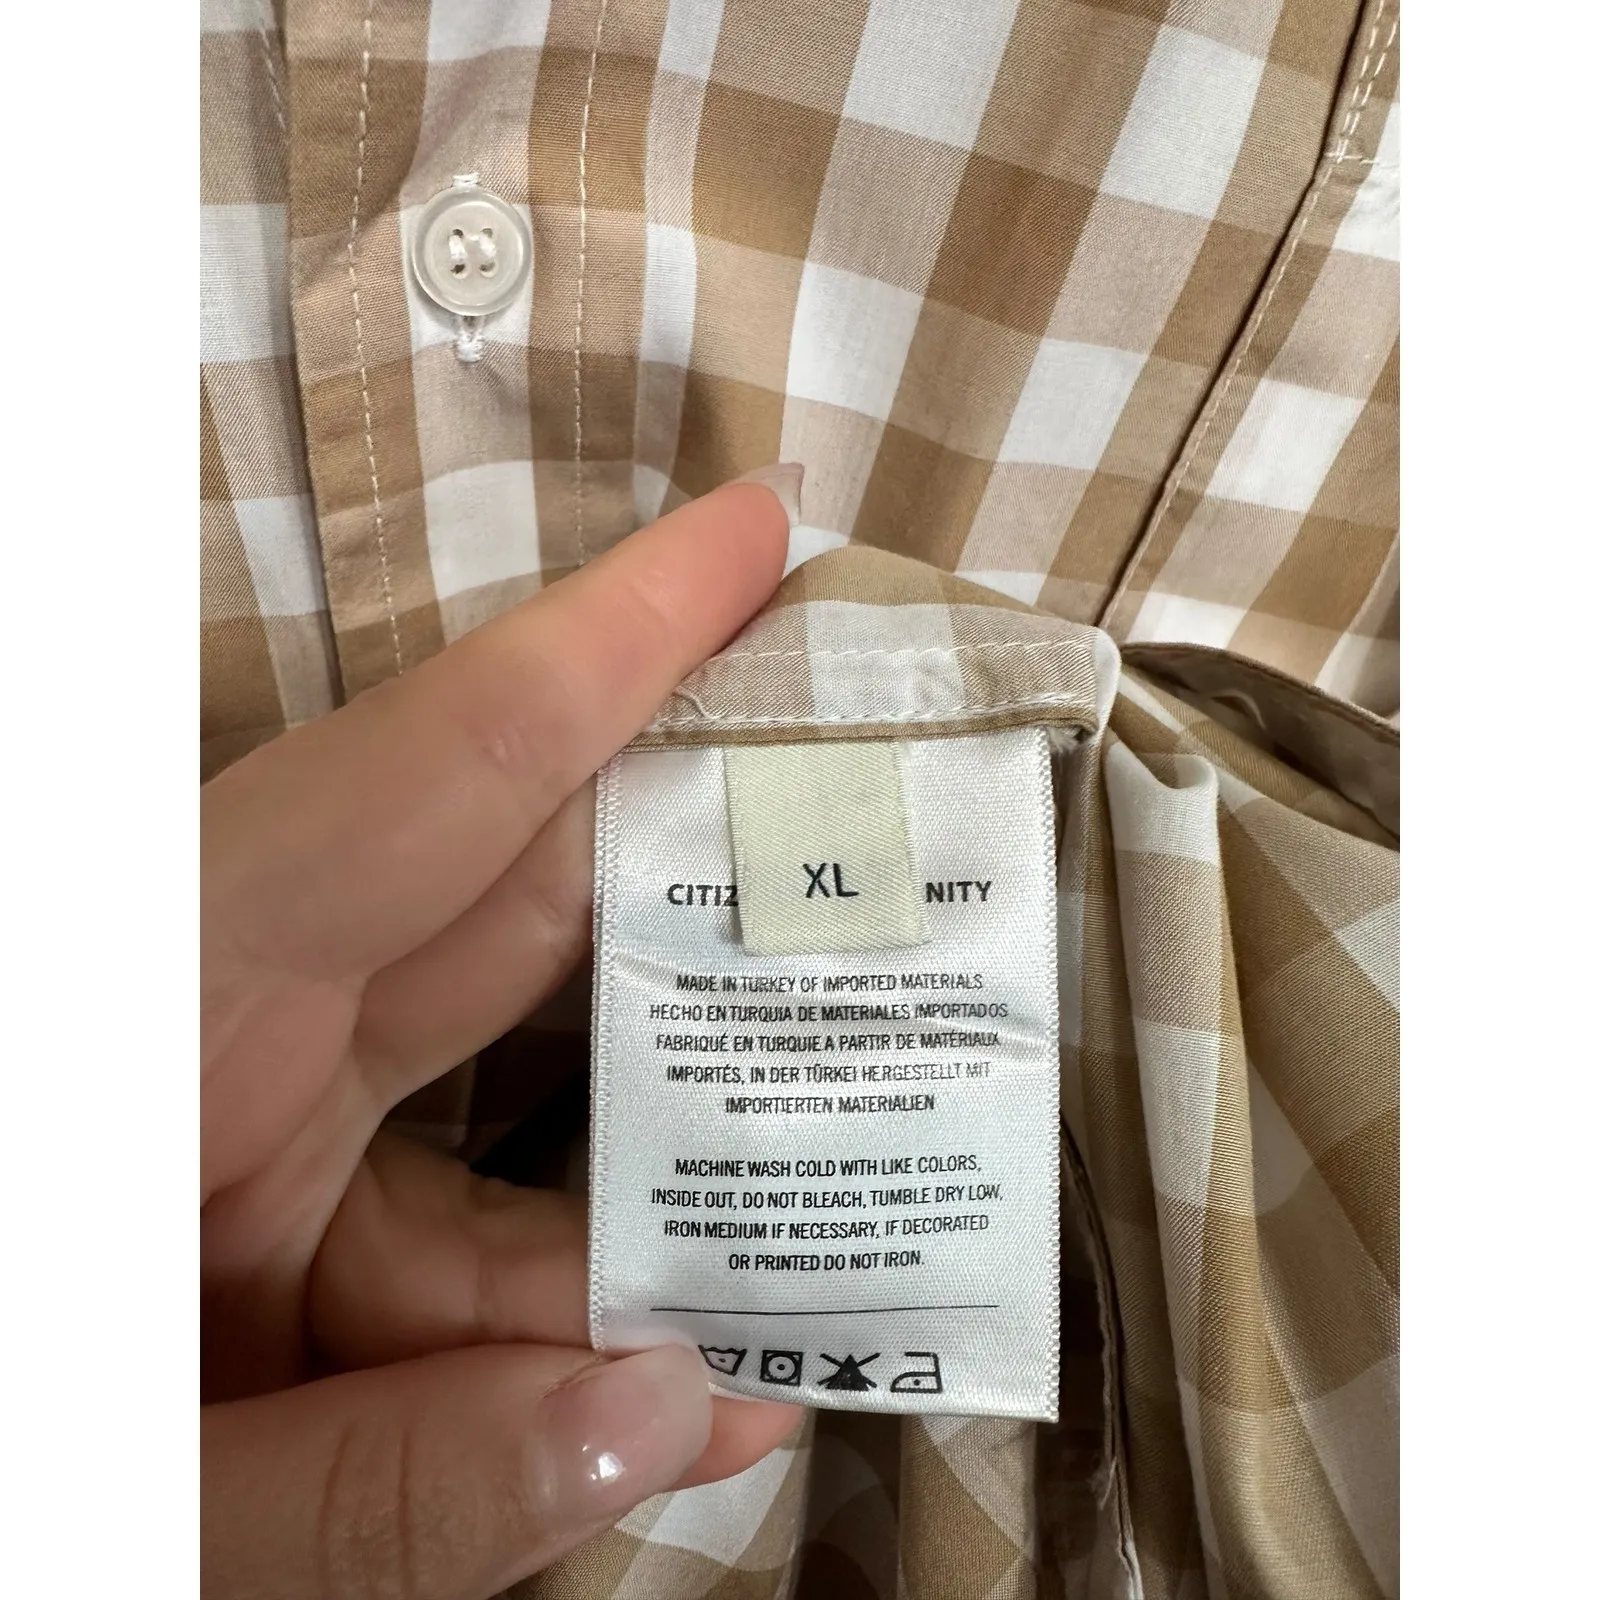 XL
CITIZ NITY
MADE IN TURKEY OF IMPORTED MATERIALS
HECHO EN TURQUIA DE MATERIALES IMPORTADOS
FABRIQUÉ EN TURQUIE A PARTIR DE MATÉRIAUX
IMPORTÉS, IN DER TÜRKEI HERGESTELLT MIT
IMPORTIERTEN MATERIALIEN
MACHINE WASH COLD WITH LIKE COLORS,
INSIDE OUT, DO NOT BLEACH, TUMBLE DRY LOW,
IRON MEDIUM IF NECESSARY, IF DECORATED
OR PRINTED DO NOT IRON.